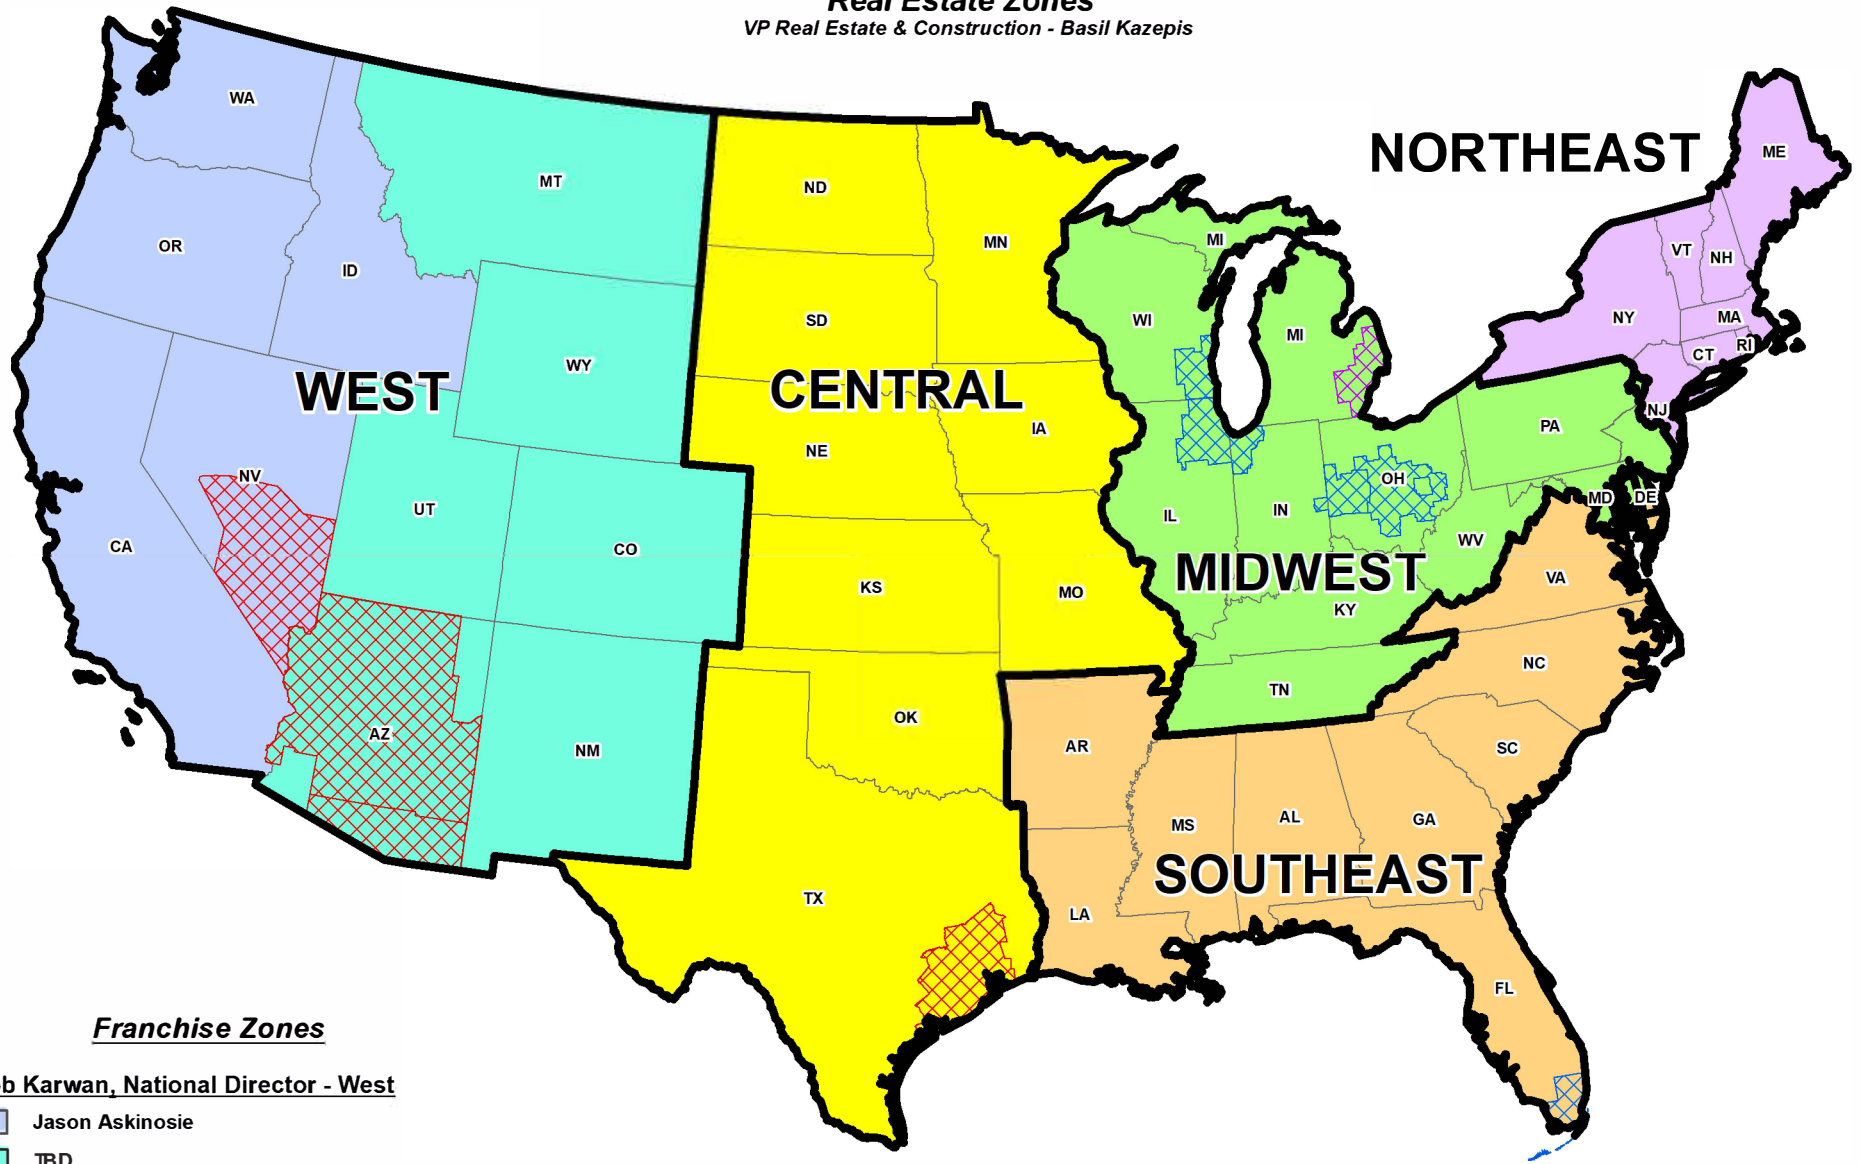 Real Estate Zones
VP Real Estate & Construction - Basil Kazepis
NORTHEAST
WA
MT
ND
MN
OR
ID
MI
ME
VT
NH
SD
WI
MI
NY
MA
RI
CT
WY
WEST
CENTRAL
IA
NE
NJ
PA
NV
UT
OH
MD
DE
IL
IN
CA
CO
WV
MIDWEST
VA
KS
MO
KY
NC
TN
OK
AZ
NM
AR
SC
MS
AL
GA
SOUTHEAST
TX
LA
FL
Franchise Zones
b Karwan, National Director - West
Jason Askinosie
TBD